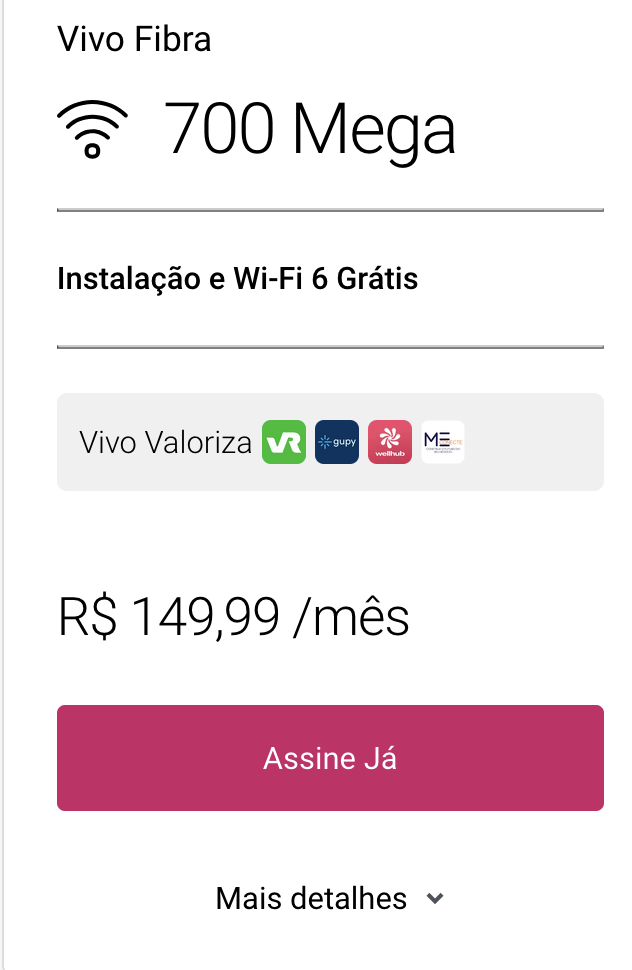 Vivo Fibra
700 Mega
Instalação e Wi-Fi 6 Grátis
Vivo Valoriza VR gupy wellhub ME
R$ 149,99 /mês
Assine Já
Mais detalhes